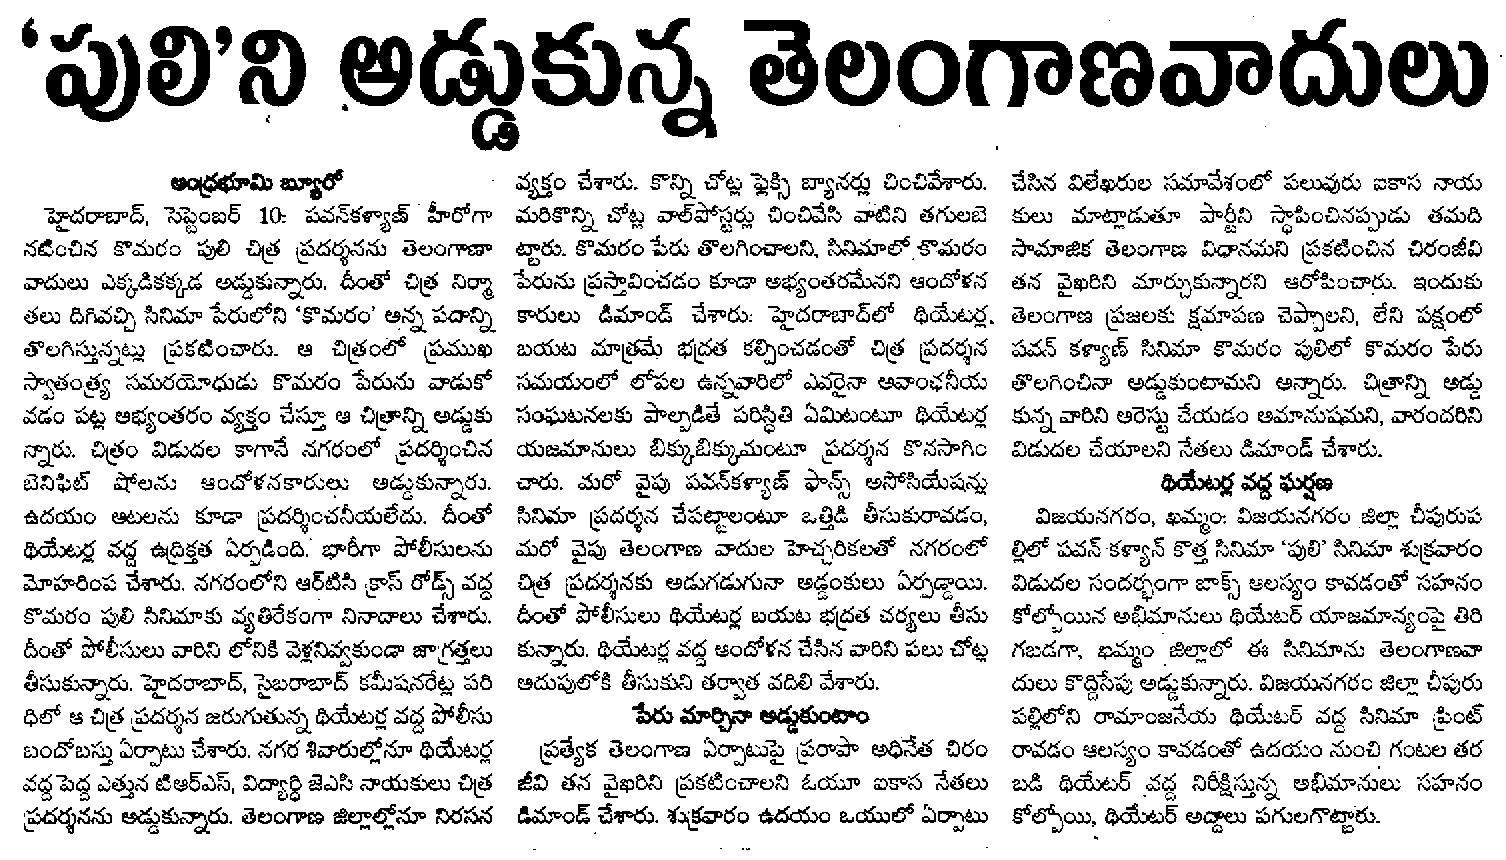 ‘పులి’ని అడ్డుకున్న తెలంగాణవాదులు
ఆంధ్రభూమి బ్యూరో
హైదరాబాద్, సెప్టెంబర్ 10: పవన్‌కళ్యాణ్ హీరోగా
నటించిన కొమరం పులి చిత్ర ప్రదర్శనను తెలంగాణా
వాదులు ఎక్కడికక్కడ అడ్డుకున్నారు. దీంతో చిత్ర నిర్మా
తలు దిగివచ్చి సినిమా పేరులోని ‘కొమరం’ అన్న పదాన్ని
తొలగిస్తున్నట్లు ప్రకటించారు. ఆ చిత్రంలో ప్రముఖ
స్వాతంత్ర్య సమరయోధుడు కొమరం పేరును వాడుకో
వడం పట్ల అభ్యంతరం వ్యక్తం చేస్తూ ఆ చిత్రాన్ని అడ్డుకు
న్నారు. చిత్రం విడుదల కాగానే నగరంలో ప్రదర్శించిన
బెనిఫిట్ షోలను ఆందోళనకారులు అడ్డుకున్నారు.
ఉదయం ఆటలను కూడా ప్రదర్శించనీయలేదు. దీంతో
థియేటర్ల వద్ద ఉద్రిక్తత ఏర్పడింది. భారీగా పోలీసులను
మోహరింప చేశారు. నగరంలోని ఆర్‌టిసి క్రాస్ రోడ్స్ వద్ద
కొమరం పులి సినిమాకు వ్యతిరేకంగా నినాదాలు చేశారు.
దీంతో పోలీసులు వారిని లోనికి వెళ్లనివ్వకుండా జాగ్రత్తలు
తీసుకున్నారు. హైదరాబాద్, సైబరాబాద్ కమీషనరేట్ల పరి
ధిలో ఆ చిత్ర ప్రదర్శన జరుగుతున్న థియేటర్ల వద్ద పోలీసు
బందోబస్తు ఏర్పాటు చేశారు. నగర శివారుల్లోనూ థియేటర్ల
వద్ద పెద్ద ఎత్తున టిఆర్ఎస్, విద్యార్థి జెఎసి నాయకులు చిత్ర
ప్రదర్శనను అడ్డుకున్నారు. తెలంగాణ జిల్లాల్లోనూ నిరసన
వ్యక్తం చేశారు. కొన్ని చోట్ల ఫ్లెక్సి బ్యానర్లు చించివేశారు.
మరికొన్ని చోట్ల వాల్‌పోస్టర్లు చించివేసి వాటిని తగులబె
ట్టారు. కొమరం పేరు తొలగించాలని, సినిమాలో కొమరం
పేరును ప్రస్తావించడం కూడా అభ్యంతరమేనని ఆందోళన
కారులు డిమాండ్ చేశారు. హైదరాబాద్‌లో థియేటర్ల
బయట మాత్రమే భద్రత కల్పించడంతో చిత్ర ప్రదర్శన
సమయంలో లోపల ఉన్నవారిలో ఎవరైనా అవాంఛనీయ
సంఘటనలకు పాల్పడితే పరిస్థితి ఏమిటంటూ థియేటర్ల
యజమానులు బిక్కుబిక్కుమంటూ ప్రదర్శన కొనసాగిం
చారు. మరో వైపు పవన్‌కళ్యాణ్ ఫాన్స్ అసోసియేషన్లు
సినిమా ప్రదర్శన చేపట్టాలంటూ ఒత్తిడి తీసుకురావడం,
మరో వైపు తెలంగాణ వాదుల హెచ్చరికలతో నగరంలో
చిత్ర ప్రదర్శనకు అడుగడుగునా అడ్డంకులు ఏర్పడ్డాయి.
దీంతో పోలీసులు థియేటర్ల బయట భద్రత చర్యలు తీసు
కున్నారు. థియేటర్ల వద్ద ఆందోళన చేసిన వారిని పలు చోట్ల
అదుపులోకి తీసుకుని తర్వాత వదిలి వేశారు.
పేరు మార్చినా అడ్డుకుంటాం
ప్రత్యేక తెలంగాణ ఏర్పాటుపై ప్రరాపా అధినేత చిరం
జీవి తన వైఖరిని ప్రకటించాలని ఓయూ ఐకాస నేతలు
డిమాండ్ చేశారు. శుక్రవారం ఉదయం ఒయులో ఏర్పాటు
చేసిన విలేఖరుల సమావేశంలో పలువురు ఐకాస నాయ
కులు మాట్లాడుతూ పార్టీని స్థాపించినప్పుడు తమది
సామాజిక తెలంగాణ విధానమని ప్రకటించిన చిరంజీవి
తన వైఖరిని మార్చుకున్నారని ఆరోపించారు. ఇందుకు
తెలంగాణ ప్రజలకు క్షమాపణ చెప్పాలని, లేని పక్షంలో
పవన్ కళ్యాణ్ సినిమా కొమరం పులిలో కొమరం పేరు
తొలగించినా అడ్డుకుంటామని అన్నారు. చిత్రాన్ని అడ్డు
కున్న వారిని ఆరెస్టు చేయడం అమానుషమని, వారందరిని
విడుదల చేయాలని నేతలు డిమాండ్ చేశారు.
థియేటర్ల వద్ద ఘర్షణ
విజయనగరం, ఖమ్మం: విజయనగరం జిల్లా చీపురుప
ల్లిలో పవన్ కళ్యాన్ కొత్త సినిమా ‘పులి’ సినిమా శుక్రవారం
విడుదల సందర్భంగా బాక్స్ ఆలస్యం కావడంతో సహనం
కోల్పోయిన అభిమానులు థియేటర్ యాజమాన్యంపై తిరి
గబడగా, ఖమ్మం జిల్లాలో ఈ సినిమాను తెలంగాణవా
దులు కొద్దిసేపు అడ్డుకున్నారు. విజయనగరం జిల్లా చీపురు
పల్లిలోని రామాంజనేయ థియేటర్ వద్ద సినిమా ప్రింట్
రావడం ఆలస్యం కావడంతో ఉదయం నుంచి గంటల తర
బడి థియేటర్ వద్ద నిరీక్షిస్తున్న అభిమానులు సహనం
కోల్పోయి, థియేటర్ అద్దాలు పగులగొట్టారు.